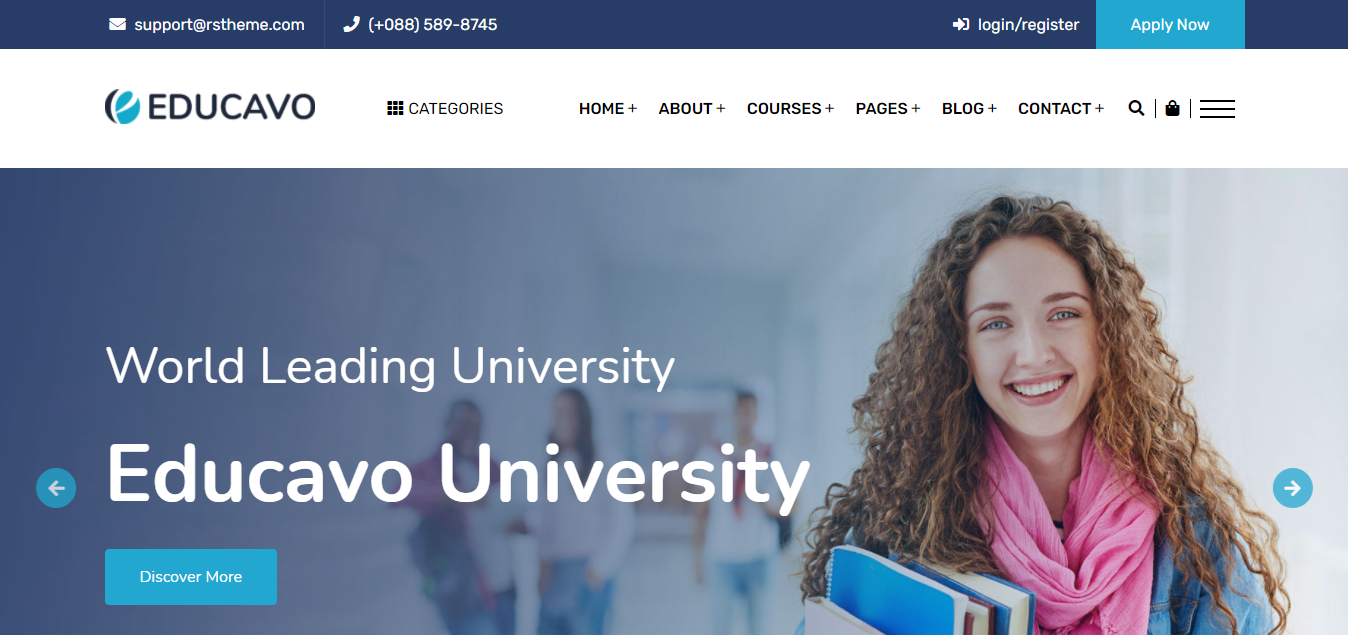 support@rstheme.com (+088) 589-8745 login/register Apply Now
EDUCAVO CATEGORIES HOME + ABOUT + COURSES + PAGES + BLOG + CONTACT +
World Leading University
Educavo University
Discover More